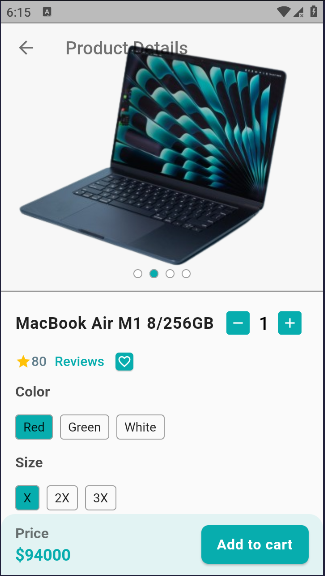 6:15
Product Details
MacBook Air M1 8/256GB
1
80 Reviews
Color
Red Green White
Size
X 2X 3X
Price
$94000
Add to cart